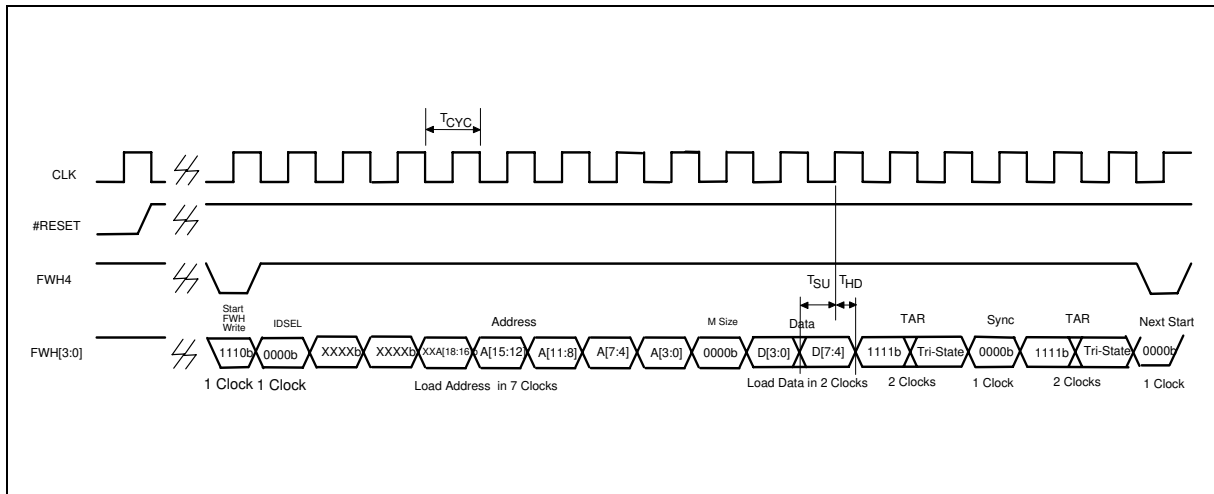 TCYC
CLK
#RESET
FWH4
TSU THD
Start FWH Write
IDSEL
Address
M Size
Data
TAR
Sync
TAR
Next Start
FWH[3:0]
1110b 0000b XXXXb XXXXb XXA[18:16] A[15:12] A[11:8] A[7:4] A[3:0] 0000b D[3:0] D[7:4] 1111b Tri-State 0000b 1111b Tri-State 0000b
1 Clock 1 Clock Load Address in 7 Clocks Load Data in 2 Clocks 2 Clocks 1 Clock 2 Clocks 1 Clock